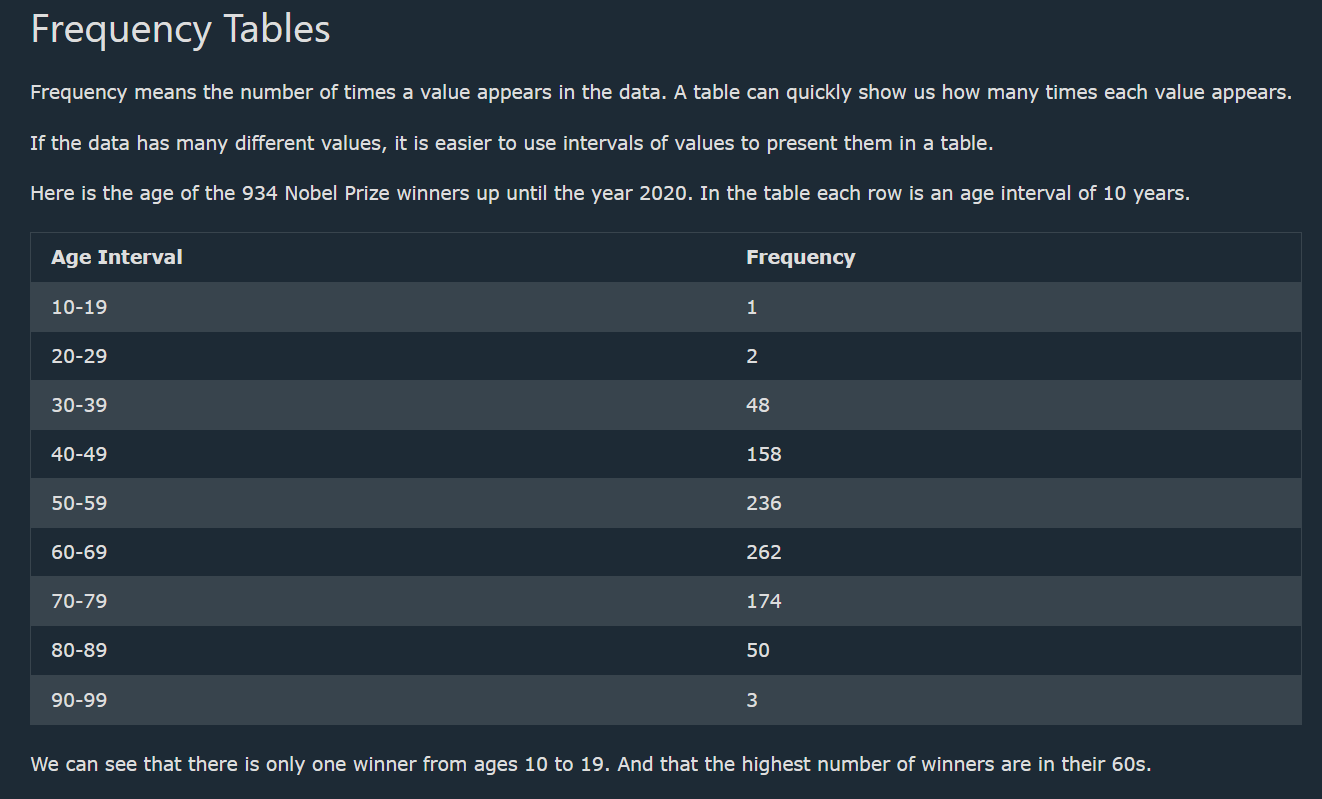 Frequency Tables
Frequency means the number of times a value appears in the data. A table can quickly show us how many times each value appears.
If the data has many different values, it is easier to use intervals of values to present them in a table.
Here is the age of the 934 Nobel Prize winners up until the year 2020. In the table each row is an age interval of 10 years.
Age Interval Frequency
10-19 1
20-29 2
30-39 48
40-49 158
50-59 236
60-69 262
70-79 174
80-89 50
90-99 3
We can see that there is only one winner from ages 10 to 19. And that the highest number of winners are in their 60s.